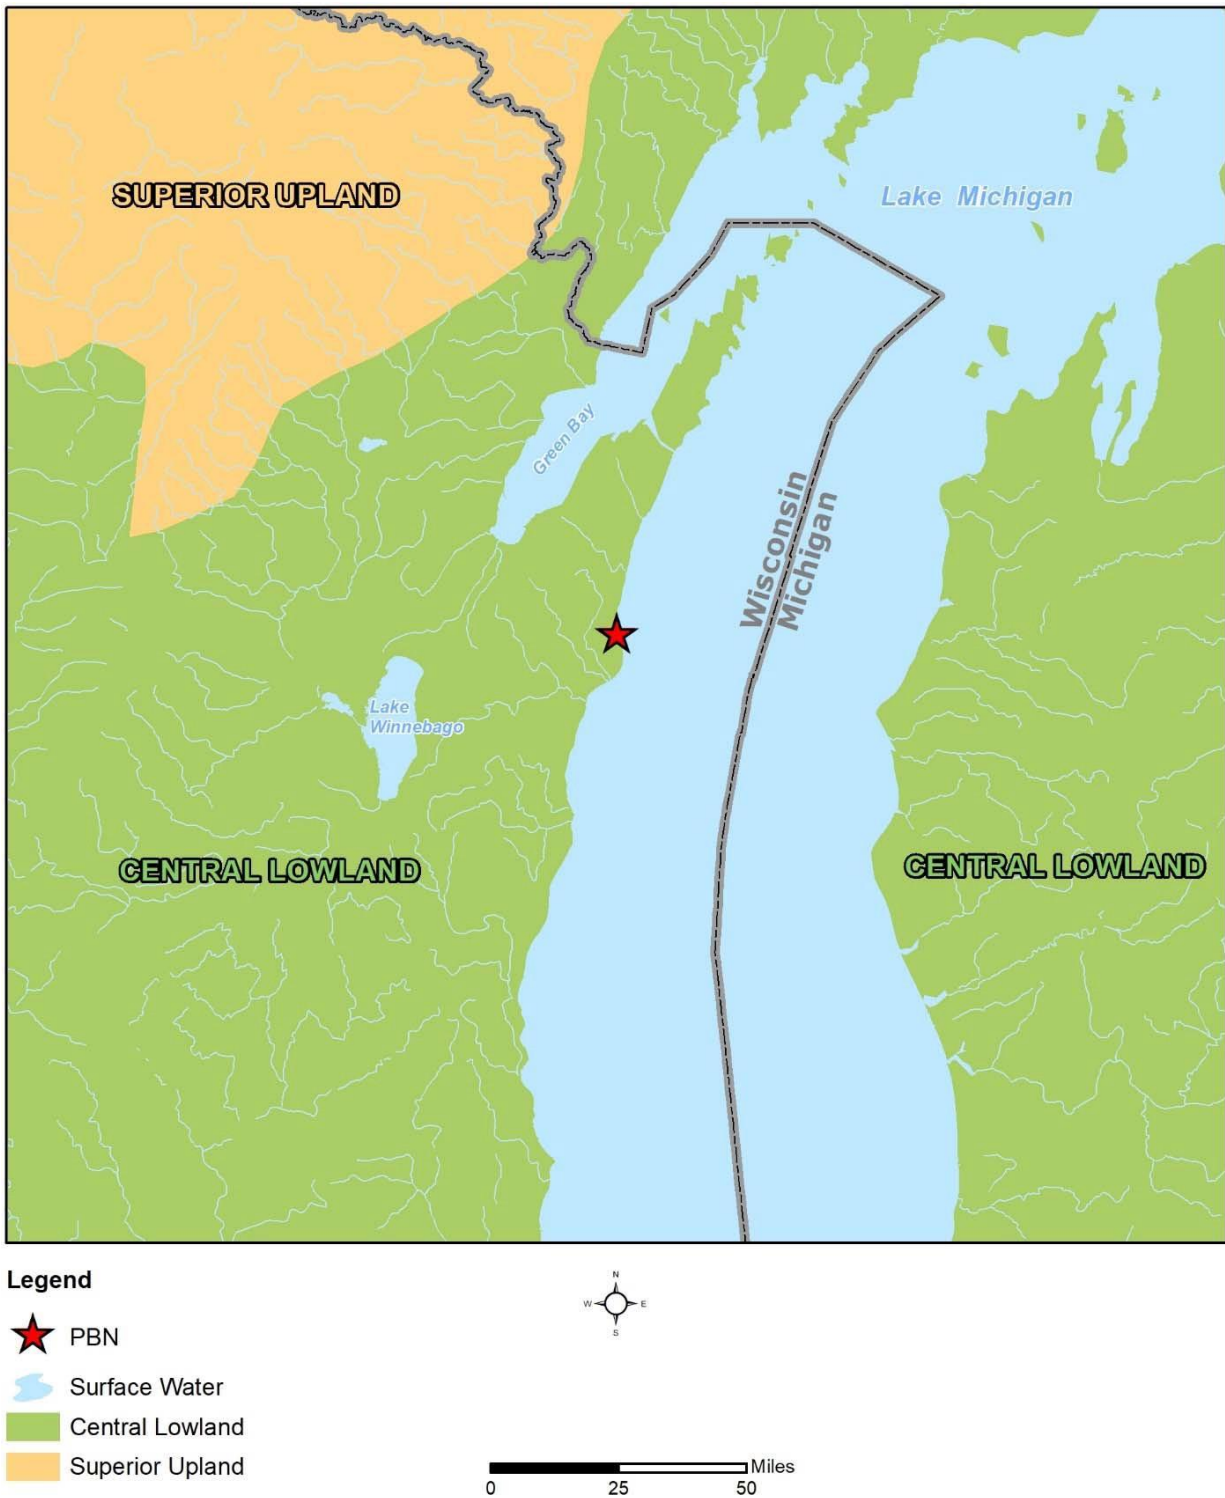 SUPERIOR UPLAND
Lake Michigan
Green Bay
Wisconsin
Michigan
Lake
Winnebago
CENTRAL LOWLAND
CENTRAL LOWLAND
Legend
PBN
Surface Water
Central Lowland
Superior Upland
N
W E
S
Miles
0 25 50